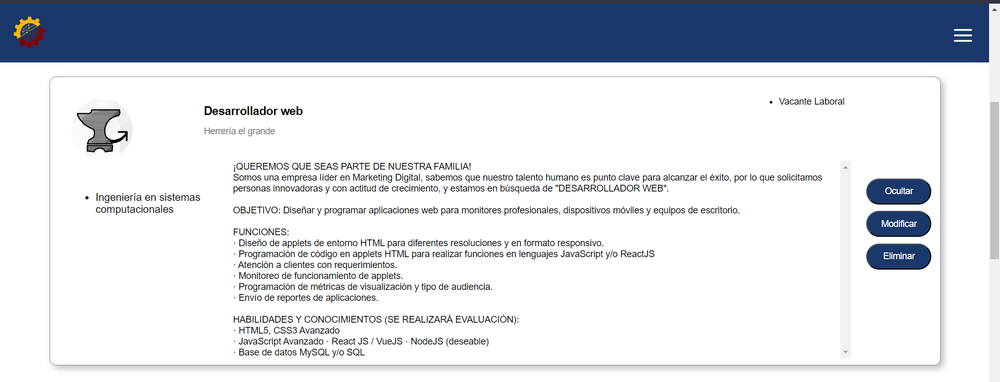 Desarrollador web
Herrería el grande
• Vacante Laboral
• Ingeniería en sistemas
computacionales
¡QUEREMOS QUE SEAS PARTE DE NUESTRA FAMILIA!
Somos una empresa líder en Marketing Digital, sabemos que nuestro talento humano es punto clave para alcanzar el éxito, por lo que solicitamos
personas innovadoras y con actitud de crecimiento, y estamos en búsqueda de "DESARROLLADOR WEB".
OBJETIVO: Diseñar y programar aplicaciones web para monitores profesionales, dispositivos móviles y equipos de escritorio.
FUNCIONES:
· Diseño de applets de entorno HTML para diferentes resoluciones y en formato responsivo.
· Programación de código en applets HTML para realizar funciones en lenguajes JavaScript y/o ReactJS
· Atención a clientes con requerimientos.
· Monitoreo de funcionamiento de applets.
· Programación de métricas de visualización y tipo de audiencia.
· Envío de reportes de aplicaciones.
HABILIDADES Y CONOCIMIENTOS (SE REALIZARÁ EVALUACIÓN):
· HTML5, CSS3 Avanzado
· JavaScript Avanzado · React JS / VueJS · NodeJS (deseable)
· Base de datos MySQL y/o SQL
Ocultar
Modificar
Eliminar